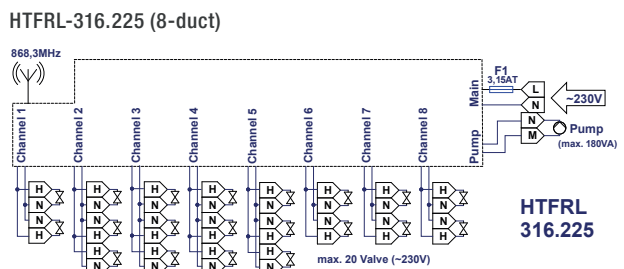 HTFRL-316.225 (8-duct)
868,3MHz
F1
3,15AT
L
N
~230V
N
M
Pump
(max. 180VA)
Main
Pump
Channel 1
Channel 2
Channel 3
Channel 4
Channel 5
Channel 6
Channel 7
Channel 8
H H H H H H H H
N N N N N N N N
N N N N N N N N
H H H H H H H H
H H H H
N N N N
max. 20 Valve (~230V)
HTFRL
316.225